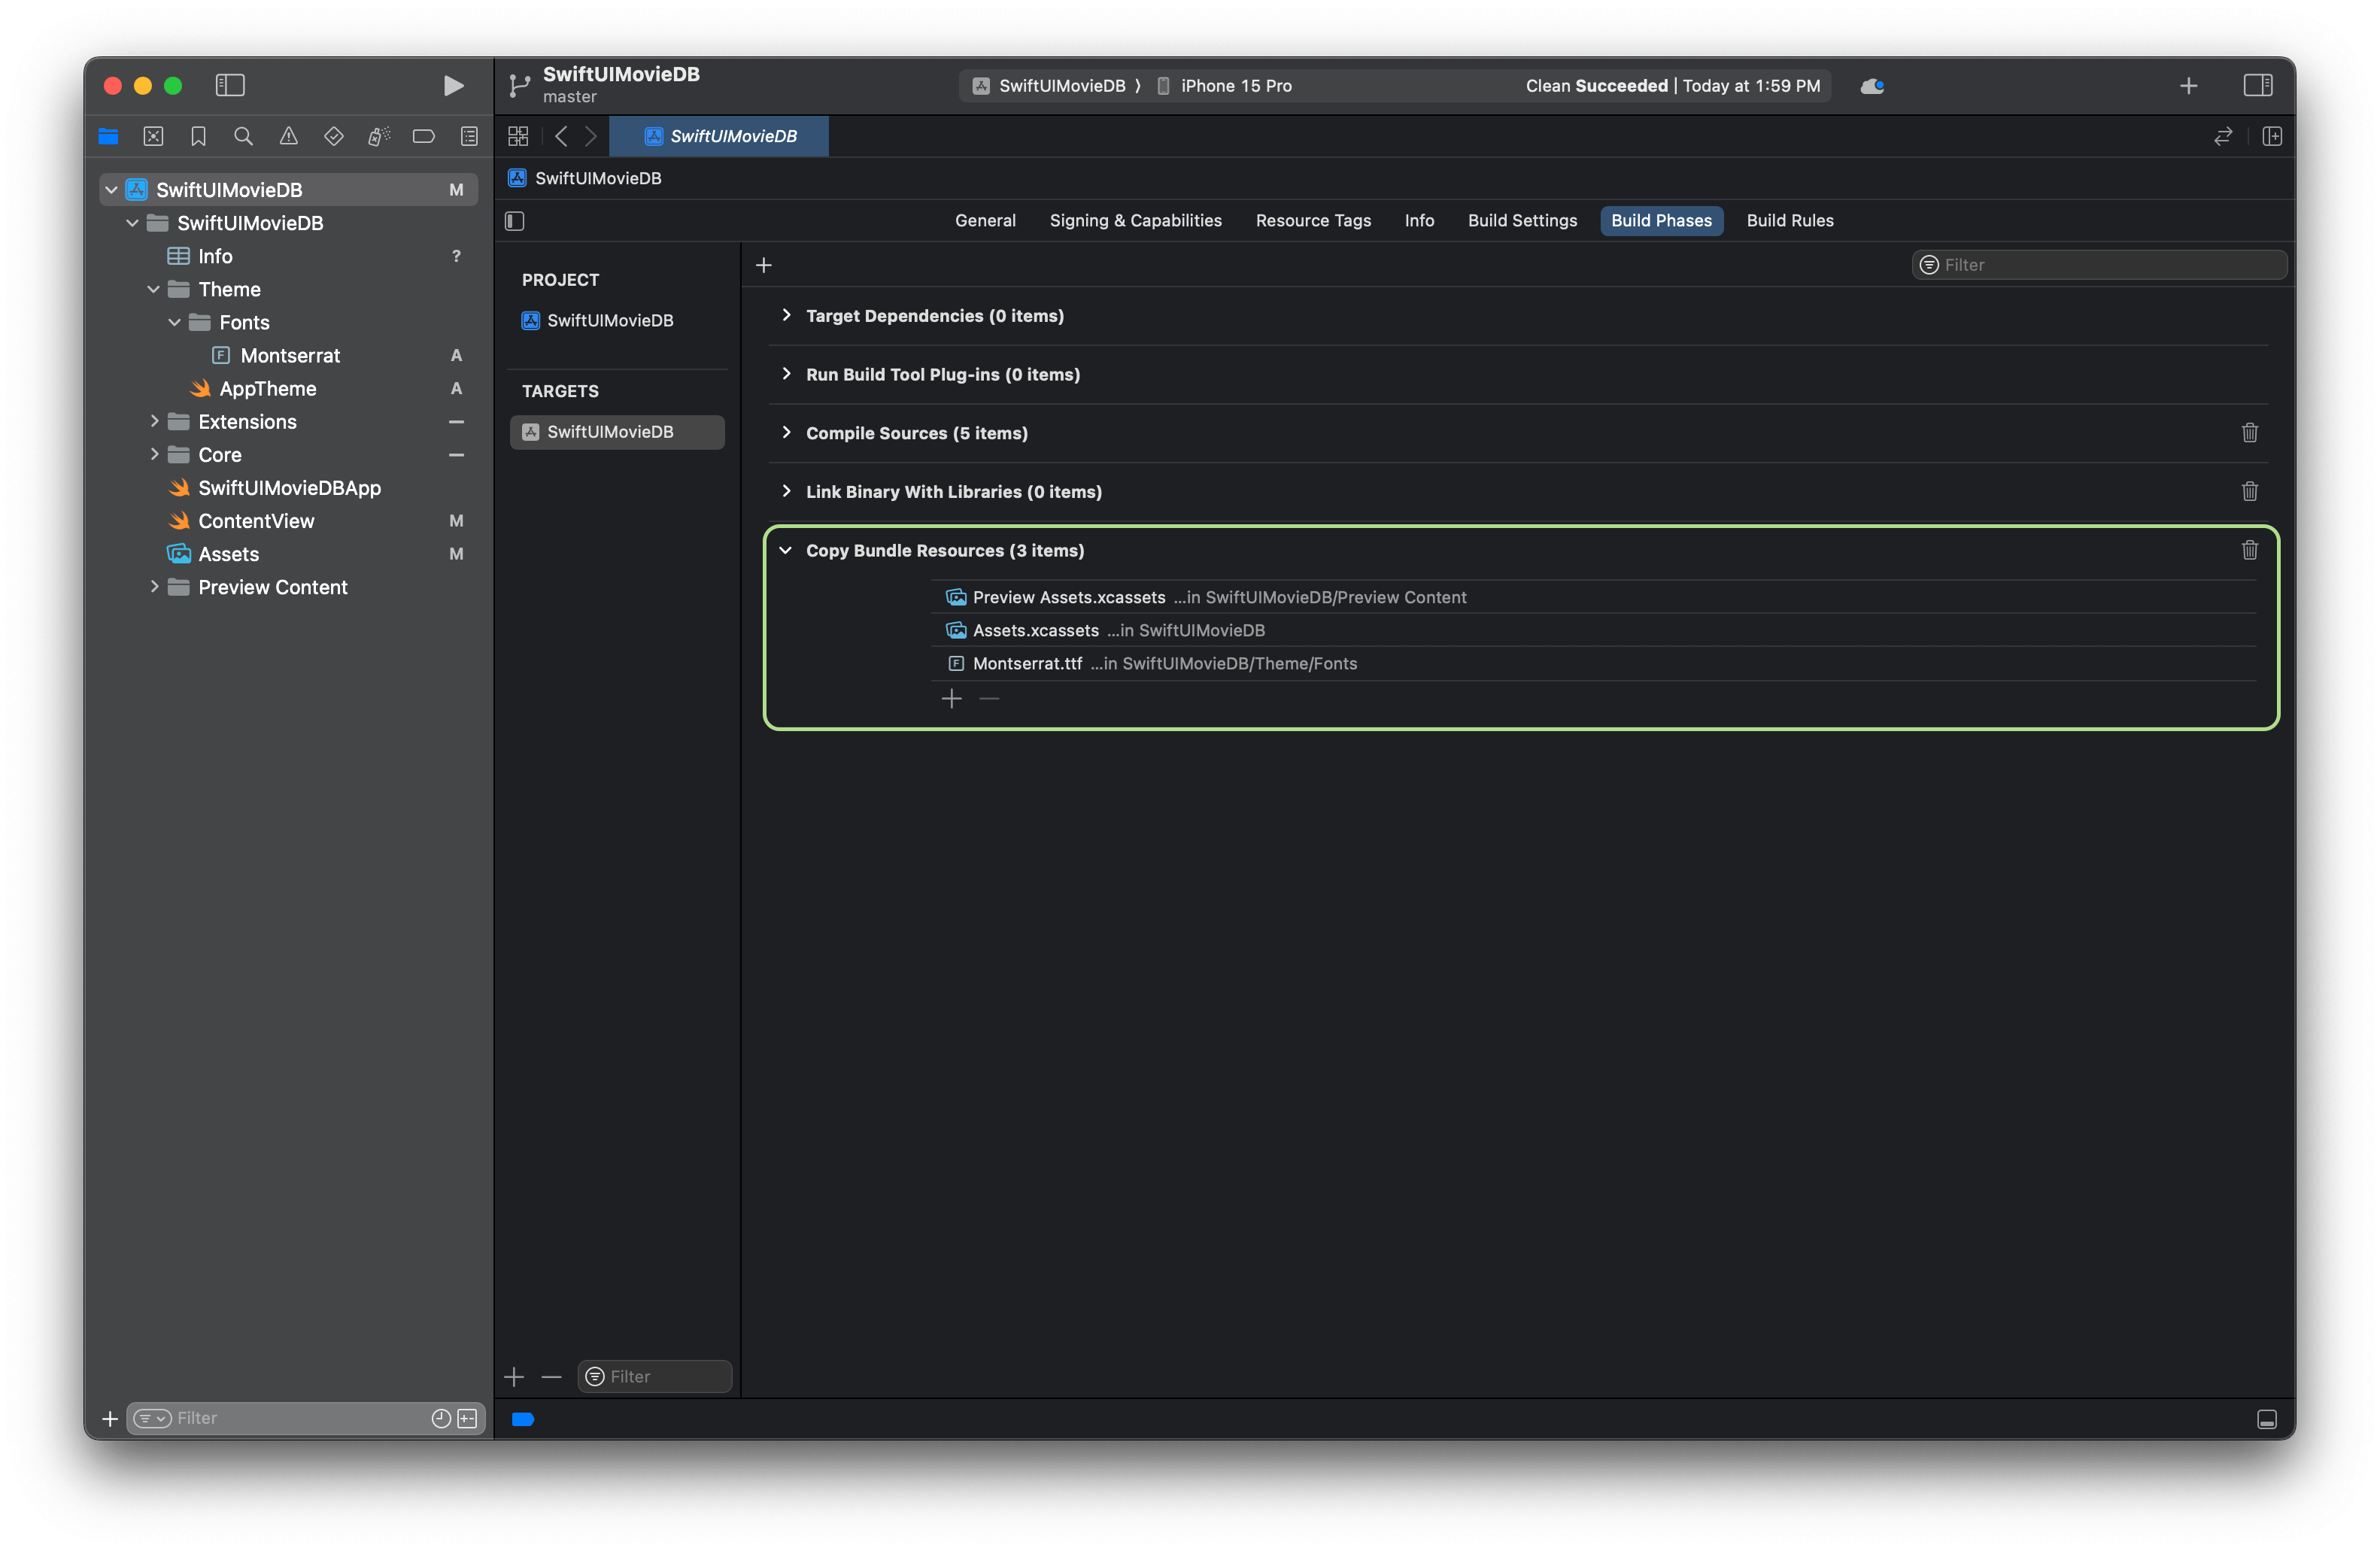 SwiftUIMovieDB
master
SwiftUIMovieDB ⟩ iPhone 15 Pro
Clean Succeeded | Today at 1:59 PM
SwiftUIMovieDB
SwiftUIMovieDB M
SwiftUIMovieDB
Info ?
Theme
Fonts
Montserrat A
AppTheme A
Extensions
Core
SwiftUIMovieDBApp
ContentView M
Assets M
Preview Content
Filter
SwiftUIMovieDB
General Signing & Capabilities Resource Tags Info Build Settings Build Phases Build Rules
PROJECT
SwiftUIMovieDB
TARGETS
SwiftUIMovieDB
Filter
Filter
Target Dependencies (0 items)
Run Build Tool Plug-ins (0 items)
Compile Sources (5 items)
Link Binary With Libraries (0 items)
Copy Bundle Resources (3 items)
Preview Assets.xcassets ...in SwiftUIMovieDB/Preview Content
Assets.xcassets ...in SwiftUIMovieDB
F Montserrat.ttf ...in SwiftUIMovieDB/Theme/Fonts